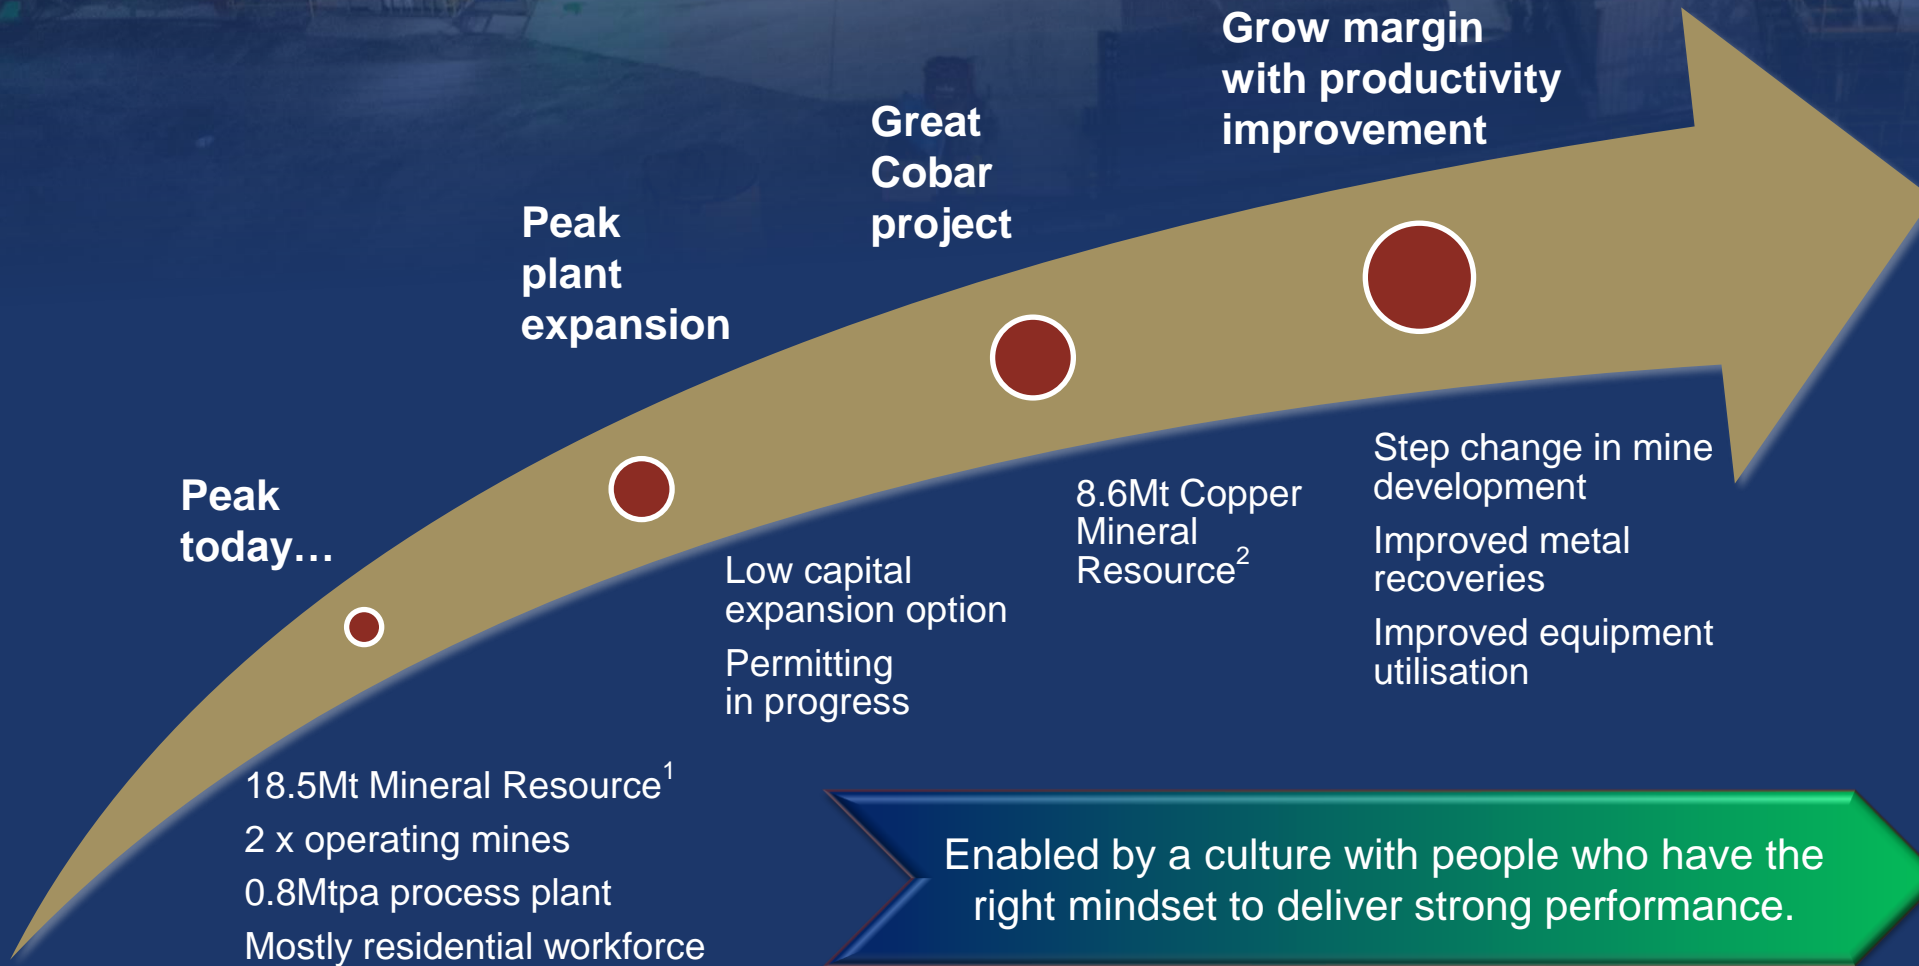 Peak
today…
18.5Mt Mineral Resource¹
2 x operating mines
0.8Mtpa process plant
Mostly residential workforce
Peak
plant
expansion
Low capital
expansion option
Permitting
in progress
Great
Cobar
project
8.6Mt Copper
Mineral
Resource²
Grow margin
with productivity
improvement
Step change in mine
development
Improved metal
recoveries
Improved equipment
utilisation
Enabled by a culture with people who have the
right mindset to deliver strong performance.